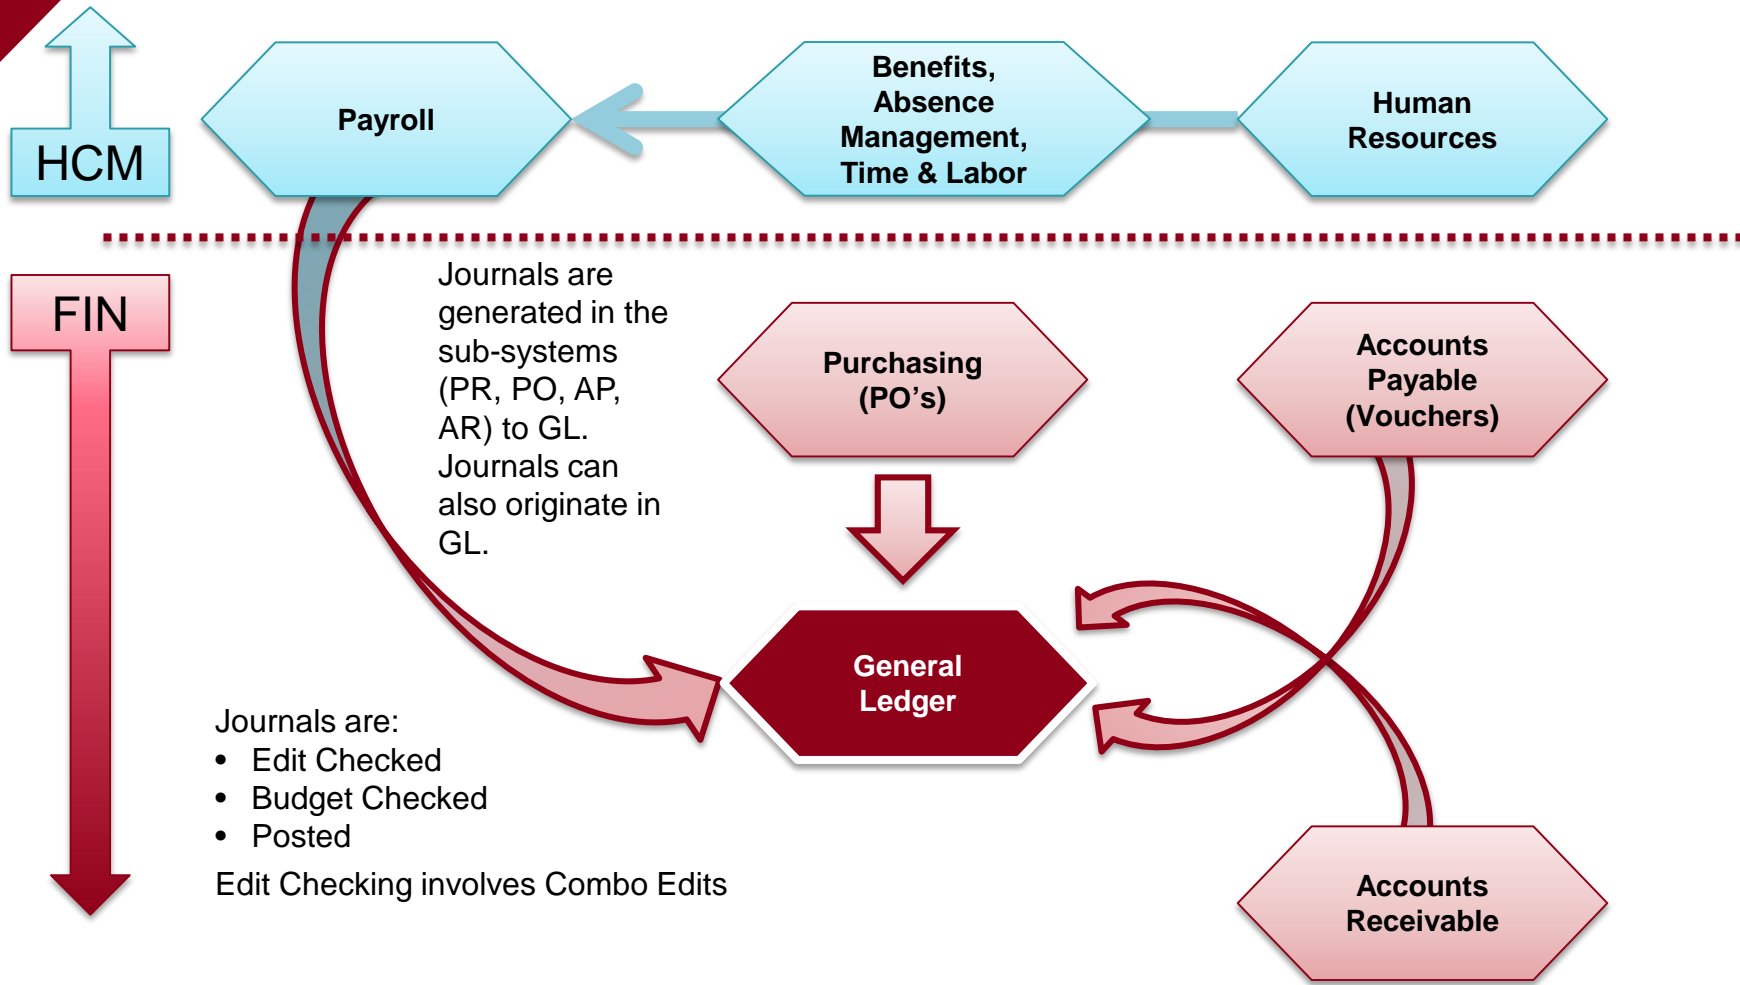 HCM
Payroll
Benefits,
Absence
Management,
Time & Labor
Human
Resources
FIN
Journals are
generated in the
sub-systems
(PR, PO, AP,
AR) to GL.
Journals can
also originate in
GL.
Purchasing
(PO’s)
Accounts
Payable
(Vouchers)
General
Ledger
Journals are:
• Edit Checked
• Budget Checked
• Posted
Edit Checking involves Combo Edits
Accounts
Receivable